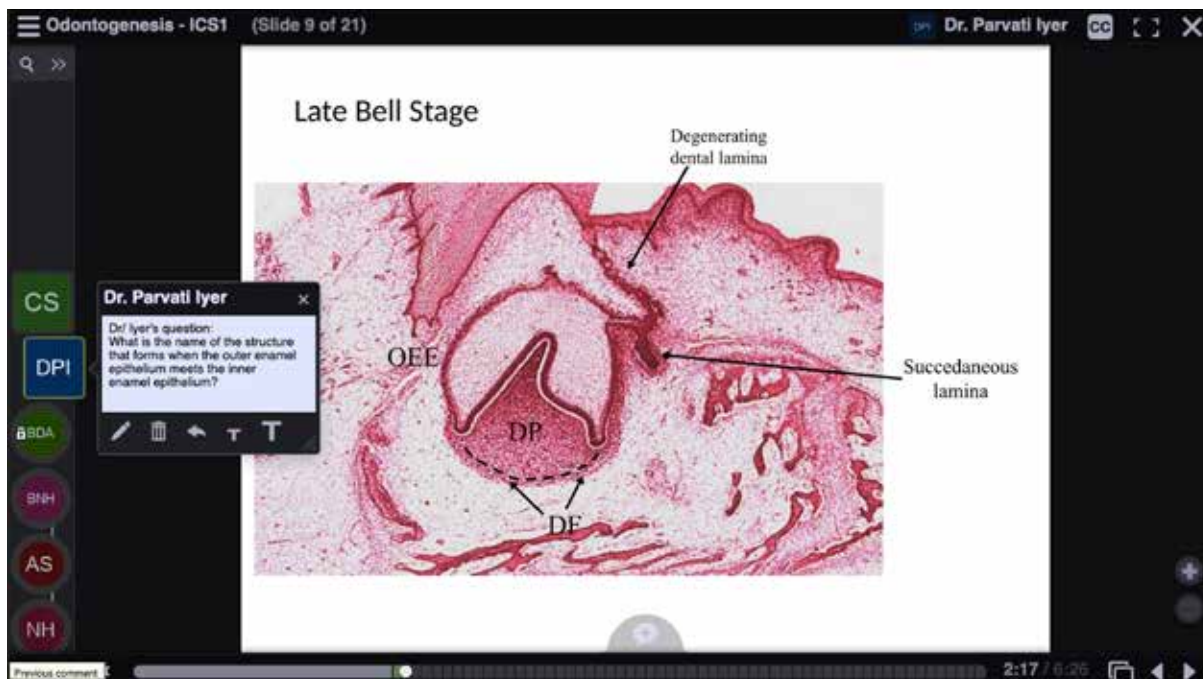 Odontogenesis - ICS1 (Slide 9 of 21)
Dr. Parvati Iyer
CC
Late Bell Stage
Degenerating
dental lamina
CS
Dr. Parvati Iyer
Dr/ Iyer's question:
What is the name of the structure
that forms when the outer enamel
epithelium meets the inner
enamel epithelium?
T T
DPI
BDA
BNH
AS
NH
OEE
DP
DF
Succedaneous
lamina
Previous comment
2:17 / 6:26